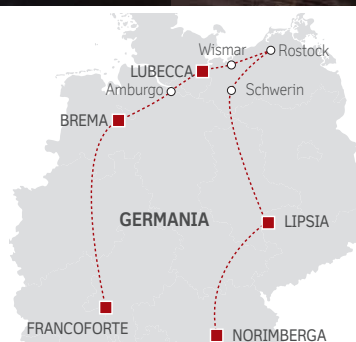 Wismar
Rostock
LUBECCA
Amburgo
Schwerin
BREMA
GERMANIA
LIPSIA
FRANCOFORTE
NORIMBERGA